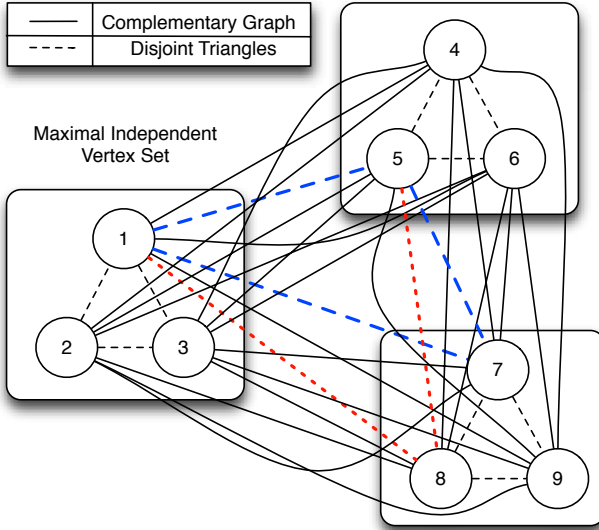 Complementary Graph
Disjoint Triangles
Maximal Independent
Vertex Set
4
5
6
1
2
3
7
8
9